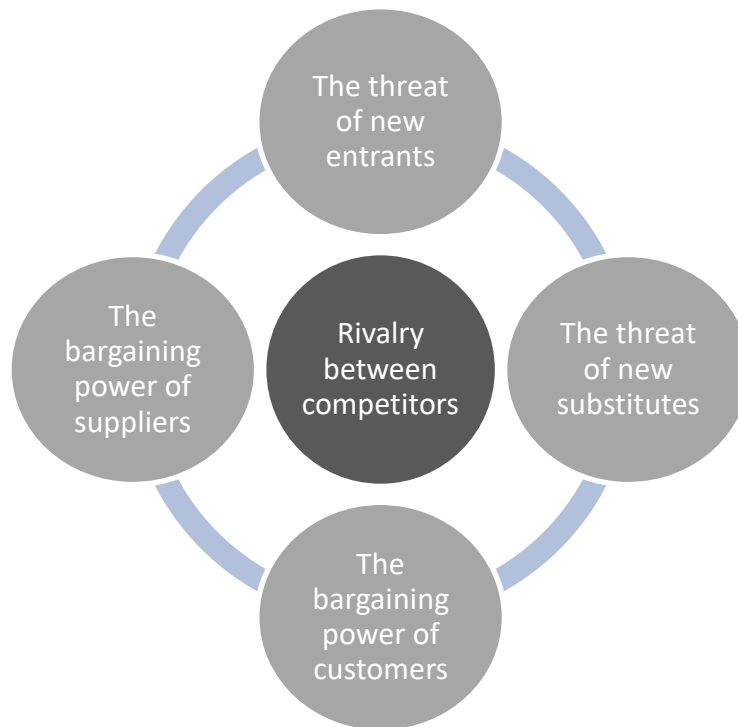 The threat
of new
entrants
The
bargaining
power of
suppliers
Rivalry
between
competitors
The threat
of new
substitutes
The
bargaining
power of
customers